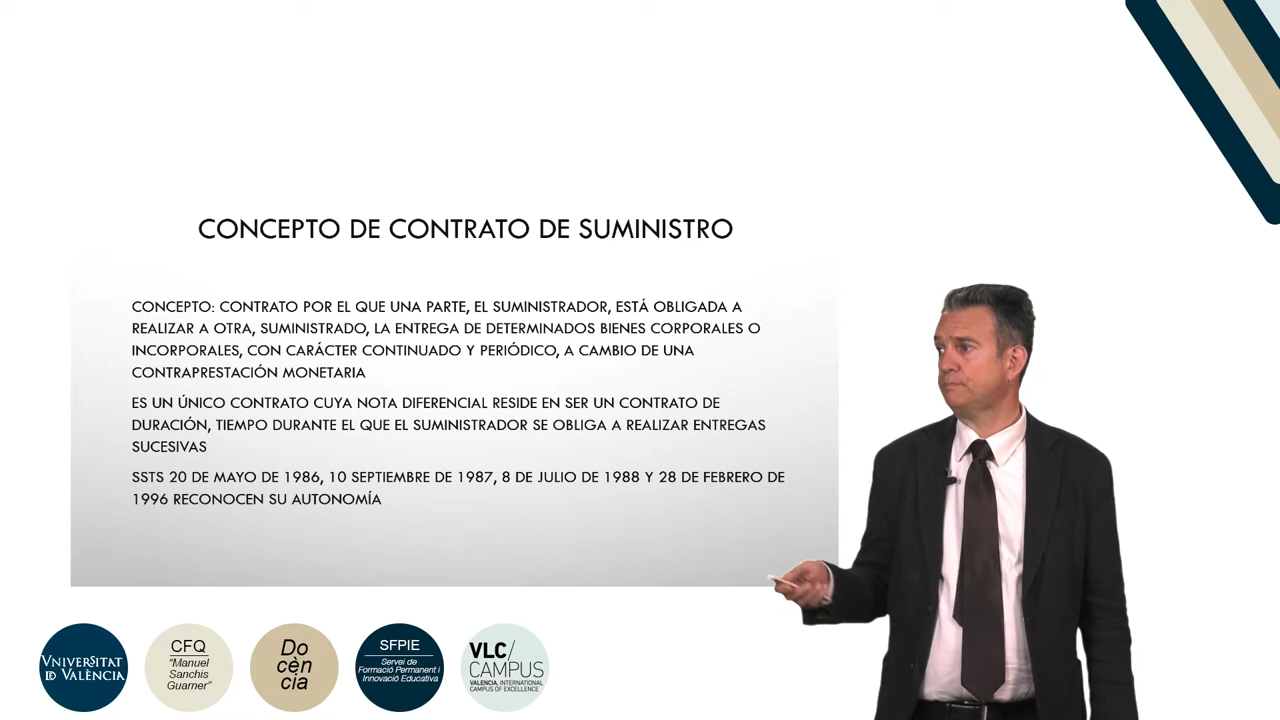 CONCEPTO DE CONTRATO DE SUMINISTRO
CONCEPTO: CONTRATO POR EL QUE UNA PARTE, EL SUMINISTRADOR, ESTÁ OBLIGADA A
REALIZAR A OTRA, SUMINISTRADO, LA ENTREGA DE DETERMINADOS BIENES CORPORALES O
INCORPORALES, CON CARÁCTER CONTINUADO Y PERIÓDICO, A CAMBIO DE UNA
CONTRAPRESTACIÓN MONETARIA
ES UN ÚNICO CONTRATO CUYA NOTA DIFERENCIAL RESIDE EN SER UN CONTRATO DE
DURACIÓN, TIEMPO DURANTE EL QUE EL SUMINISTRADOR SE OBLIGA A REALIZAR ENTREGAS
SUCESIVAS
SSTS 20 DE MAYO DE 1986, 10 SEPTIEMBRE DE 1987, 8 DE JULIO DE 1988 Y 28 DE FEBRERO DE
1996 RECONOCEN SU AUTONOMÍA
VNIVERSITAT
ID VALÈNCIA
CFQ
"Manuel
Sanchis
Guarner"
Do
cèn
cia
SFPIE
Servei de
Formació Permanent i
Innovació Educativa
VLC/
CAMPUS
VALENCIA, INTERNATIONAL
CAMPUS OF EXCELLENCE